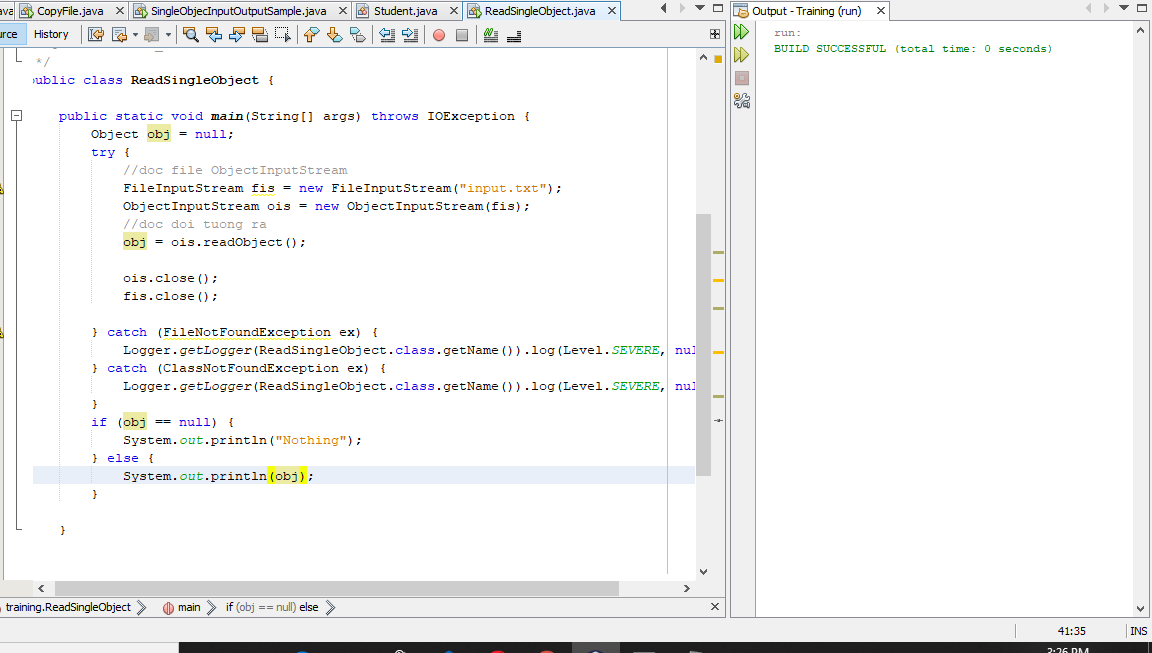 ava CopyFile.java SingleObjecInputOutputSample.java Student.java ReadSingleObject.java
Output - Training (run)
urce History
run:
BUILD SUCCESSFUL (total time: 0 seconds)
*/
public class ReadSingleObject {
public static void main(String[] args) throws IOException {
Object obj = null;
try {
//doc file ObjectInputStream
FileInputStream fis = new FileInputStream("input.txt");
ObjectInputStream ois = new ObjectInputStream(fis);
//doc doi tuong ra
obj = ois.readObject();
ois.close();
fis.close();
} catch (FileNotFoundException ex) {
Logger.getLogger(ReadSingleObject.class.getName()).log(Level.SEVERE, nul
} catch (ClassNotFoundException ex) {
Logger.getLogger(ReadSingleObject.class.getName()).log(Level.SEVERE, nul
}
if (obj == null) {
System.out.println("Nothing");
} else {
System.out.println(obj);
}
}
training.ReadSingleObject main if (obj == null) else
41:35 INS
3:26 PM